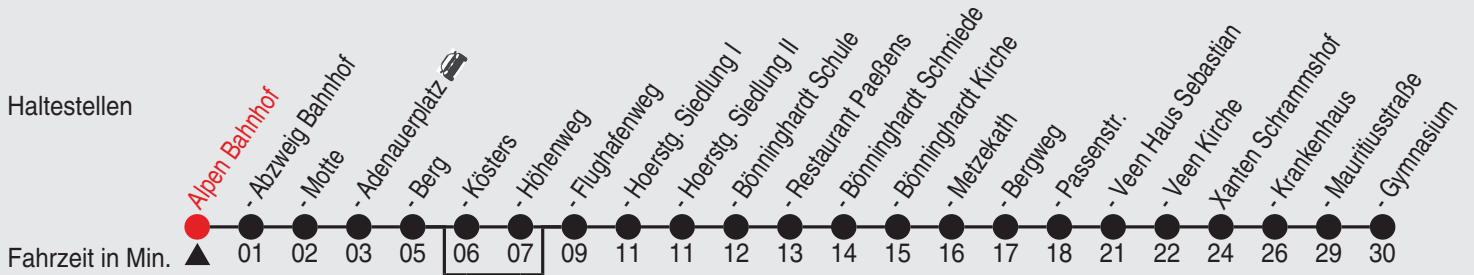 Haltestellen
Alpen Bahnhof
- Abzweig Bahnhof
- Motte
- Adenauerplatz
- Berg
- Kösters
- Höhenweg
- Flughafenweg
- Hoerstg. Siedlung I
- Hoerstg. Siedlung II
- Bönninghardt Schule
- Restaurant Paeßens
- Bönninghardt Schmiede
- Bönninghardt Kirche
- Metzekath
- Bergweg
- Passenstr.
- Veen Haus Sebastian
- Veen Kirche
Xanten Schrammshof
- Krankenhaus
- Mauritiusstraße
- Gymnasium
Fahrzeit in Min. 01 02 03 05 06 07 09 11 11 12 13 14 15 16 17 18 21 22 24 26 29 30